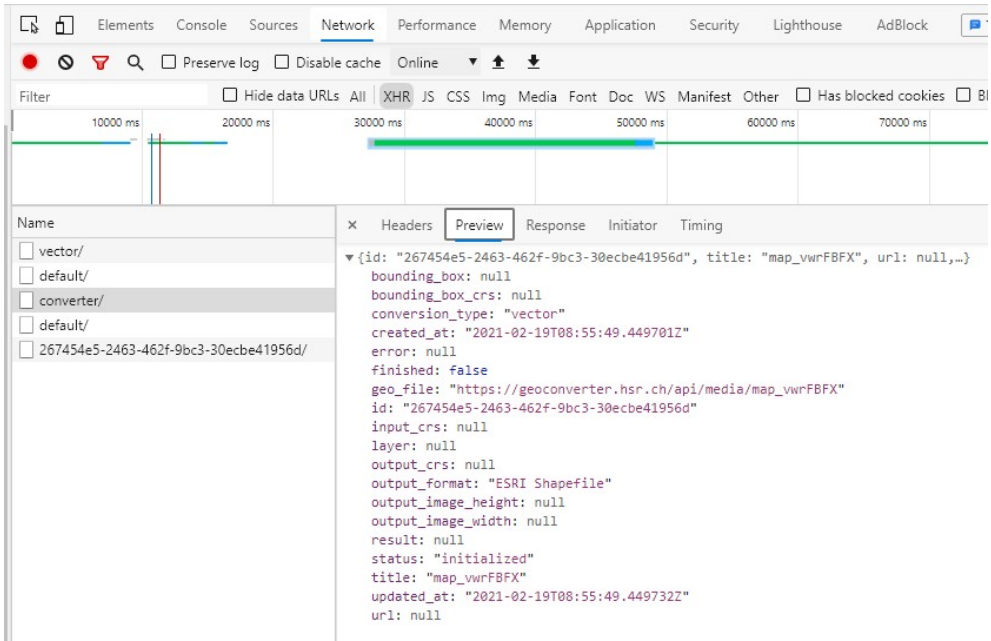 Elements Console Sources Network Performance Memory Application Security Lighthouse AdBlock
Preserve log Disable cache Online
Filter Hide data URLs All XHR JS CSS Img Media Font Doc WS Manifest Other Has blocked cookies
10000 ms 20000 ms 30000 ms 40000 ms 50000 ms 60000 ms 70000 ms
Name
Headers Preview Response Initiator Timing
vector/
default/
converter/
default/
267454e5-2463-462f-9bc3-30ecbe41956d/
{id: "267454e5-2463-462f-9bc3-30ecbe41956d", title: "map_vwrFBFX", url: null,…}
bounding_box: null
bounding_box_crs: null
conversion_type: "vector"
created_at: "2021-02-19T08:55:49.449701Z"
error: null
finished: false
geo_file: "https://geoconverter.hsr.ch/api/media/map_vwrFBFX"
id: "267454e5-2463-462f-9bc3-30ecbe41956d"
input_crs: null
layer: null
output_crs: null
output_format: "ESRI Shapefile"
output_image_height: null
output_image_width: null
result: null
status: "initialized"
title: "map_vwrFBFX"
updated_at: "2021-02-19T08:55:49.449732Z"
url: null